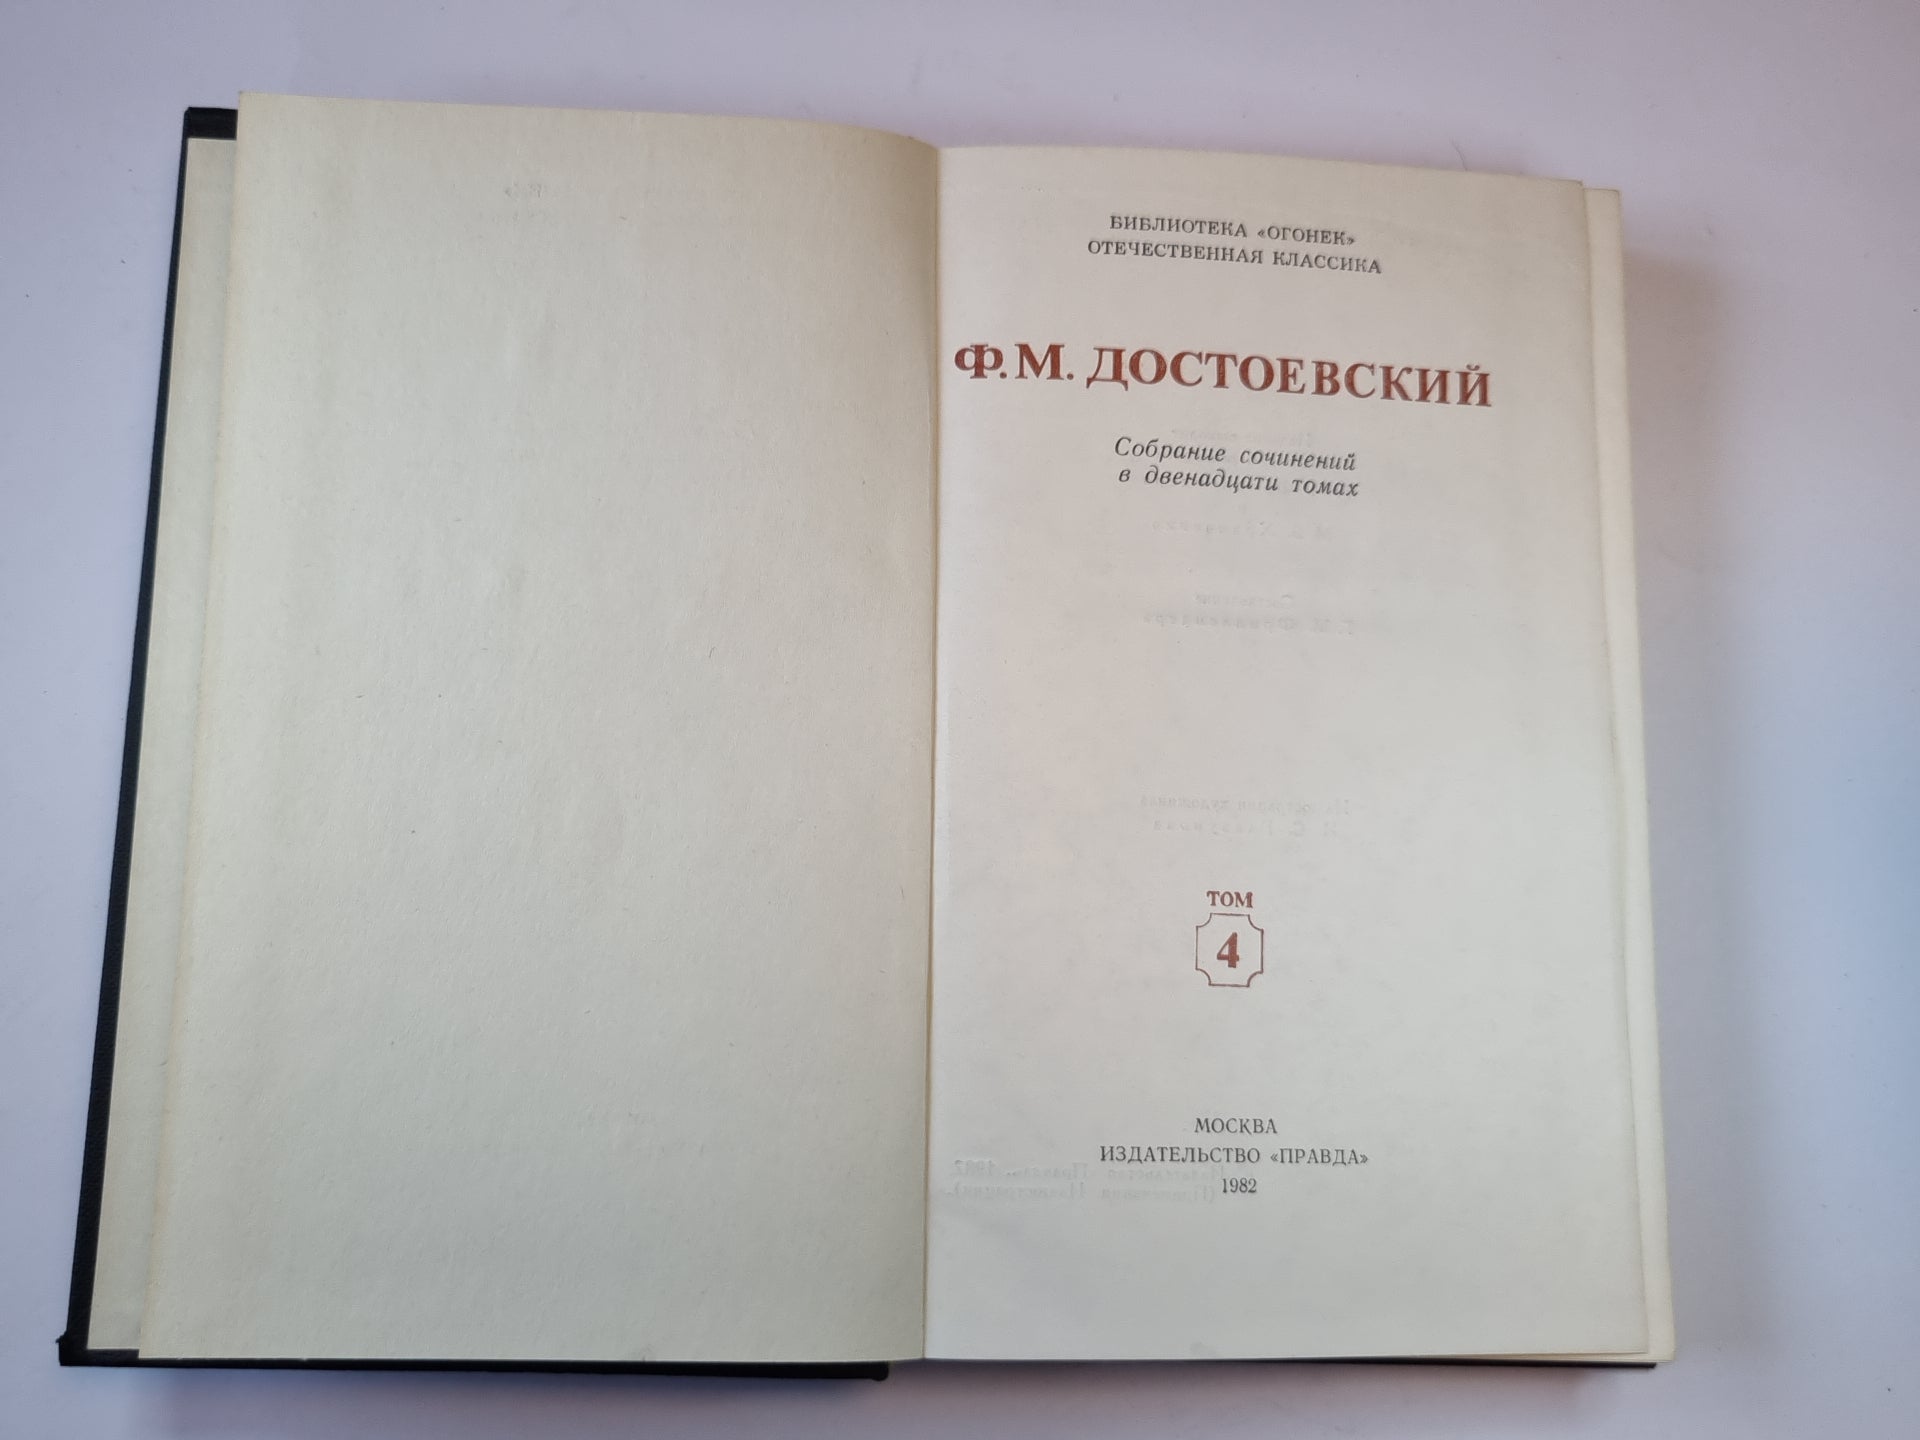 БИБЛИОТЕКА «ОГОНЕК»
ОТЕЧЕСТВЕННАЯ КЛАССИКА
Ф.М. ДОСТОЕВСКИЙ
Собрание сочинений
в двенадцати томах
ТОМ
4
МОСКВА
ИЗДАТЕЛЬСТВО «ПРАВДА»
1982